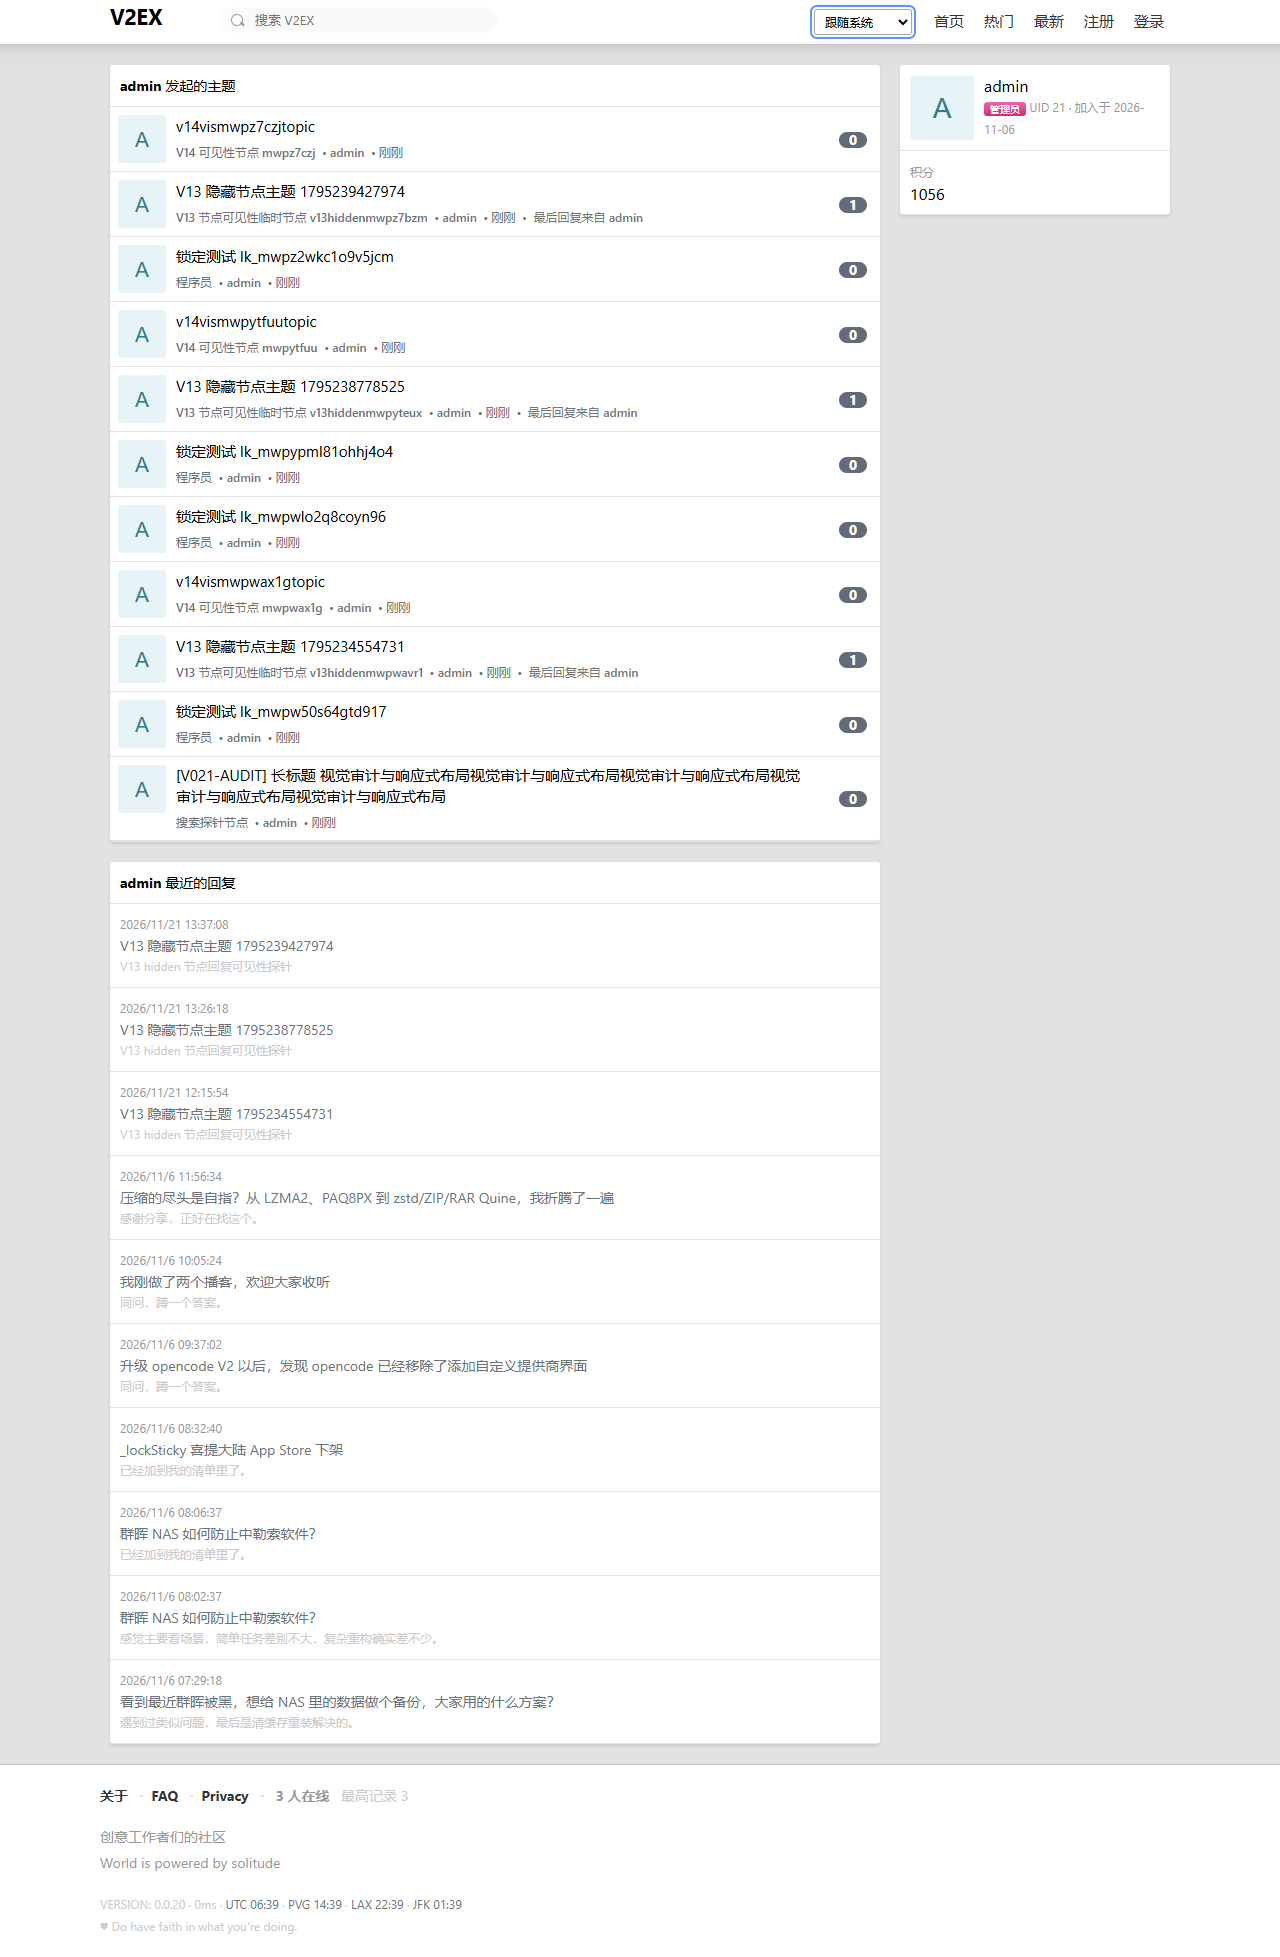 V2EX
搜索 V2EX
跟随系统
首页 热门 最新 注册 登录
admin 发起的主题
A
v14vismwpz7czjtopic
V14 可见性节点 mwpz7czj • admin • 刚刚
0
A
V13 隐藏节点主题 1795239427974
V13 节点可见性临时节点 v13hiddenmwpz7bzm • admin • 刚刚 • 最后回复来自 admin
1
A
锁定测试 lk_mwpz2wkc1o9v5jcm
程序员 • admin • 刚刚
0
A
v14vismwpytfuutopic
V14 可见性节点 mwpytfuu • admin • 刚刚
0
A
V13 隐藏节点主题 1795238778525
V13 节点可见性临时节点 v13hiddenmwpyteux • admin • 刚刚 • 最后回复来自 admin
1
A
锁定测试 lk_mwpypml81ohhj4o4
程序员 • admin • 刚刚
0
A
锁定测试 lk_mwpwlo2q8coyn96
程序员 • admin • 刚刚
0
A
v14vismwpwax1gtopic
V14 可见性节点 mwpwax1g • admin • 刚刚
0
A
V13 隐藏节点主题 1795234554731
V13 节点可见性临时节点 v13hiddenmwpwavr1 • admin • 刚刚 • 最后回复来自 admin
1
A
锁定测试 lk_mwpw50s64gtd917
程序员 • admin • 刚刚
0
A
[V021-AUDIT] 长标题 视觉审计与响应式布局视觉审计与响应式布局视觉审计与响应式布局视觉
审计与响应式布局视觉审计与响应式布局
搜索探针节点 • admin • 刚刚
0
A
admin
管理员 UID 21 · 加入于 2026-
11-06
积分
1056
admin 最近的回复
2026/11/21 13:37:08
V13 隐藏节点主题 1795239427974
V13 hidden 节点回复可见性探针
2026/11/21 13:26:18
V13 隐藏节点主题 1795238778525
V13 hidden 节点回复可见性探针
2026/11/21 12:15:54
V13 隐藏节点主题 1795234554731
V13 hidden 节点回复可见性探针
2026/11/6 11:56:34
压缩的尽头是自指？从 LZMA2、PAQ8PX 到 zstd/ZIP/RAR Quine，我折腾了一遍
感谢分享，正好在找这个。
2026/11/6 10:05:24
我刚做了两个播客，欢迎大家收听
同问，蹲一个答案。
2026/11/6 09:37:02
升级 opencode V2 以后，发现 opencode 已经移除了添加自定义提供商界面
同问，蹲一个答案。
2026/11/6 08:32:40
_lockSticky 喜提大陆 App Store 下架
已经加到我的清单里了。
2026/11/6 08:06:37
群晖 NAS 如何防止中勒索软件？
已经加到我的清单里了。
2026/11/6 08:02:37
群晖 NAS 如何防止中勒索软件？
感觉主要看场景，简单任务差别不大，复杂重构确实差不少。
2026/11/6 07:29:18
看到最近群晖被黑，想给 NAS 里的数据做个备份，大家用的什么方案？
遇到过类似问题，最后是清缓存重装解决的。
关于 · FAQ · Privacy · 3 人在线 最高记录 3
创意工作者们的社区
World is powered by solitude
VERSION: 0.0.20 · 0ms · UTC 06:39 · PVG 14:39 · LAX 22:39 · JFK 01:39
♥ Do have faith in what you're doing.